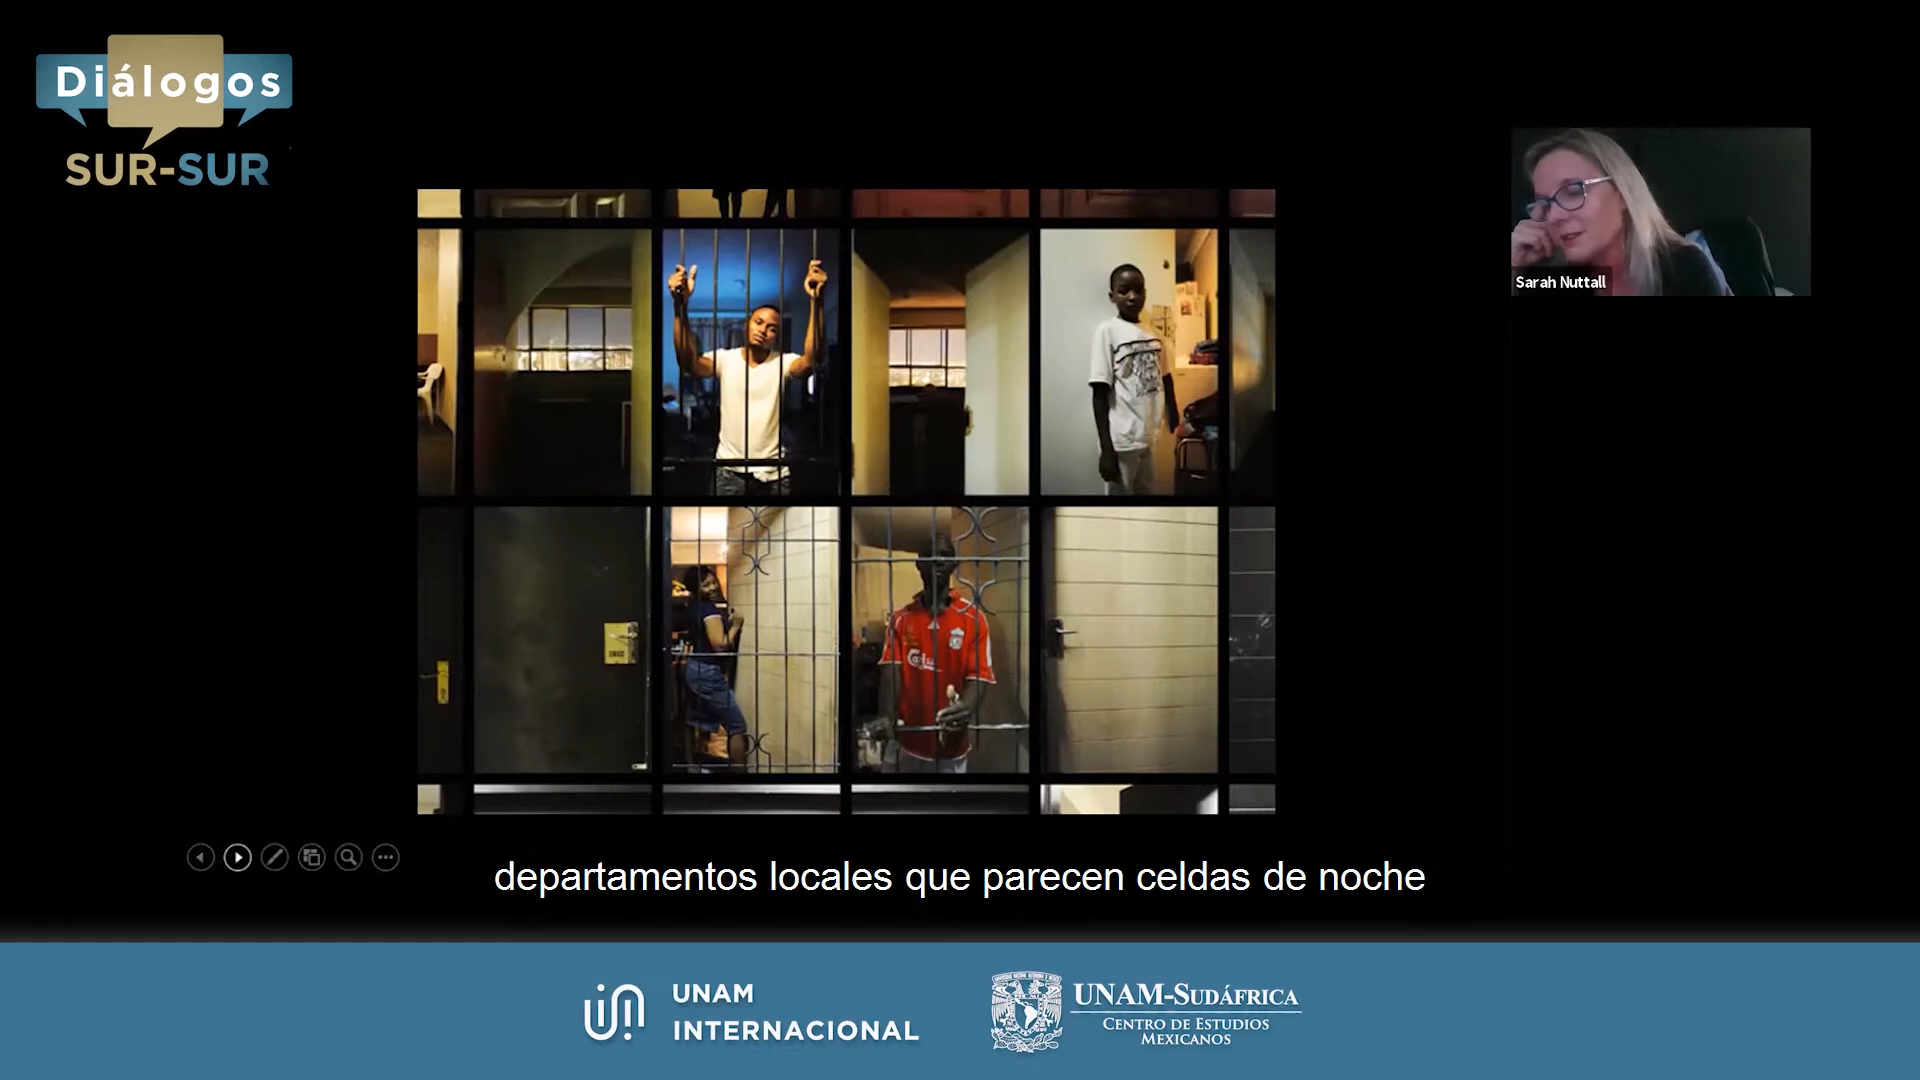 Diálogos
SUR-SUR
Sarah Nuttall
departamentos locales que parecen celdas de noche
UNAM
INTERNACIONAL
UNAM-SUDÁFRICA
CENTRO DE ESTUDIOS
MEXICANOS